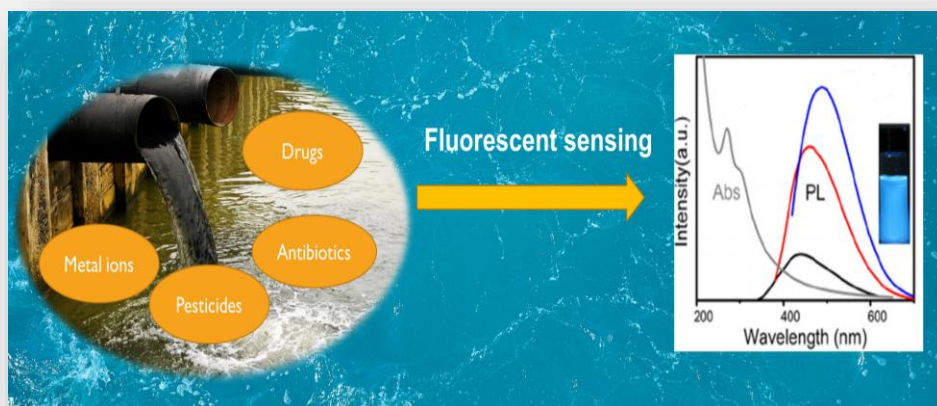 Drugs
Metal ions
Antibiotics
Pesticides
Fluorescent sensing
Intensity(a.u.)
Abs
PL
200
400
600
Wavelength (nm)